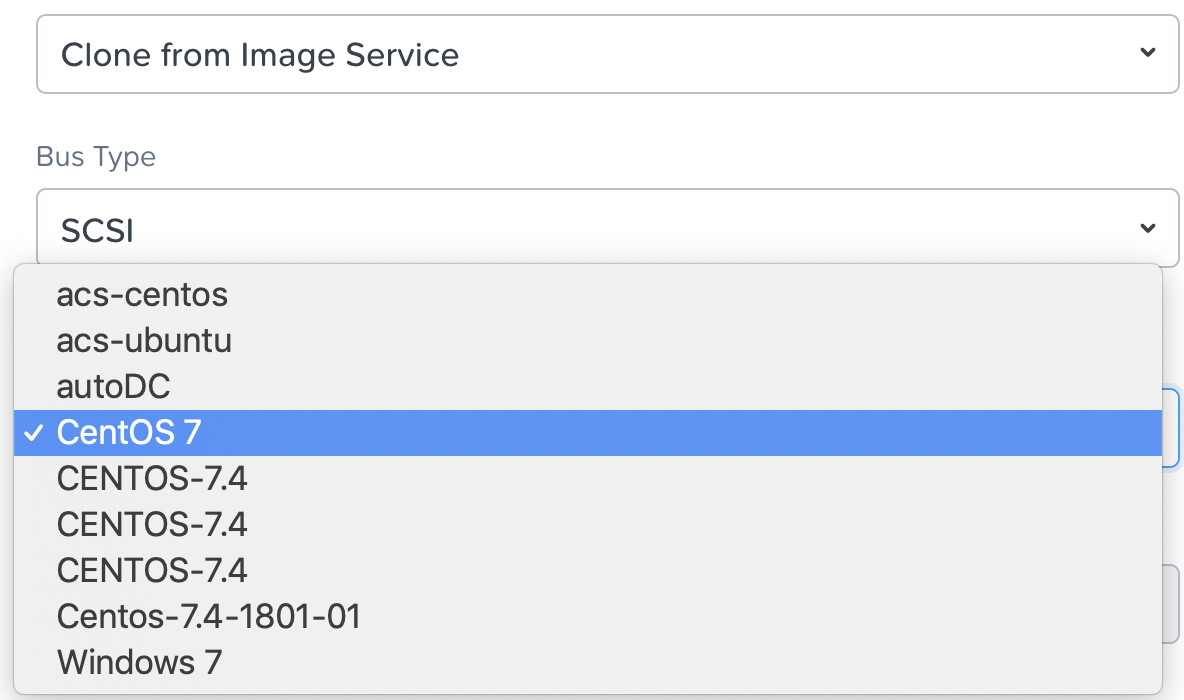 Clone from Image Service
Bus Type
SCSI
acs-centos
acs-ubuntu
autoDC
✓ CentOS 7
CENTOS-7.4
CENTOS-7.4
CENTOS-7.4
Centos-7.4-1801-01
Windows 7